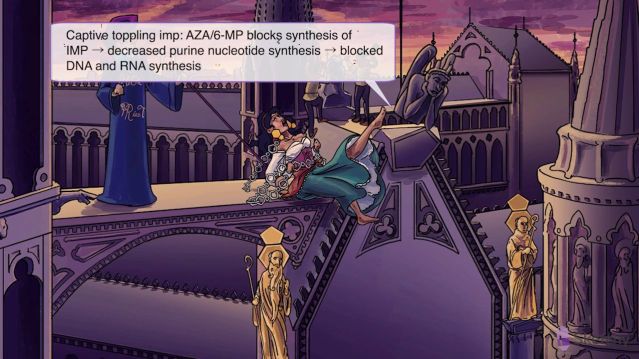 Captive toppling imp: AZA/6-MP blocks synthesis of
IMP → decreased purine nucleotide synthesis → blocked
DNA and RNA synthesis